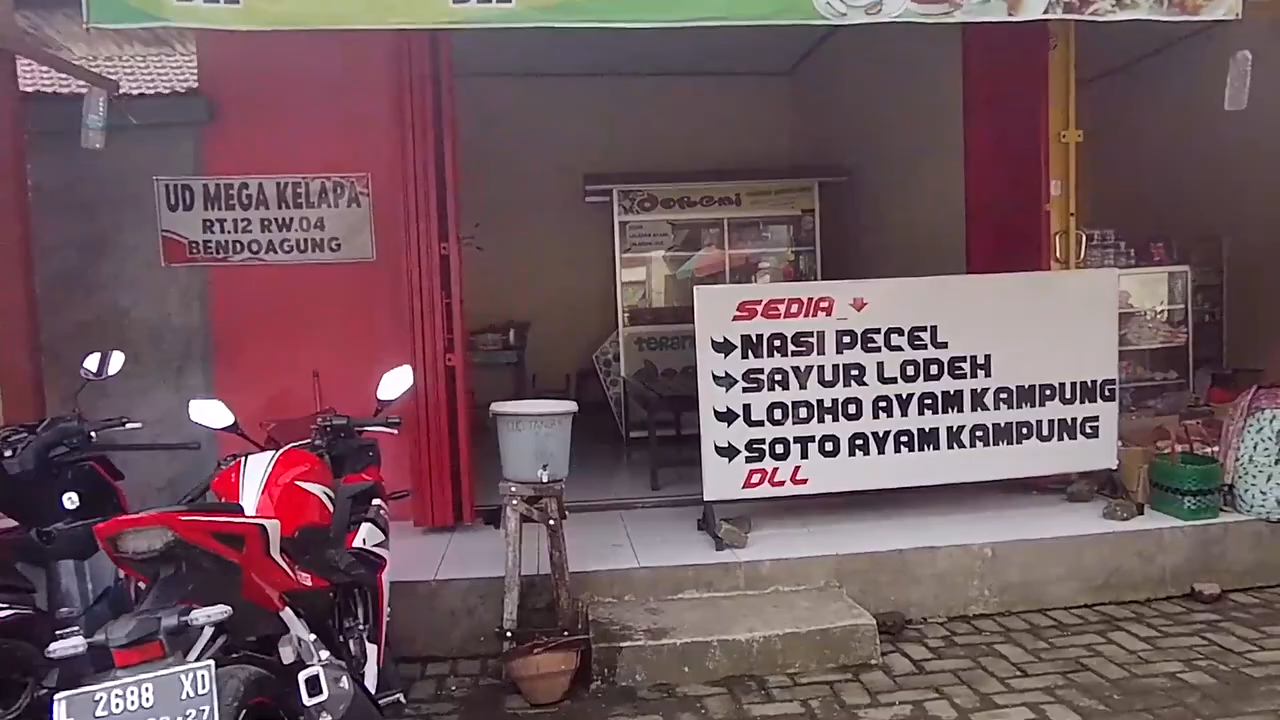 UD MEGA KELAPA
RT.12 RW.04
BENDOAGUNG
SEDIA
NASI PECEL
SAYUR LODEH
LODHO AYAM KAMPUNG
SOTO AYAM KAMPUNG
DLL
L 2688 XD